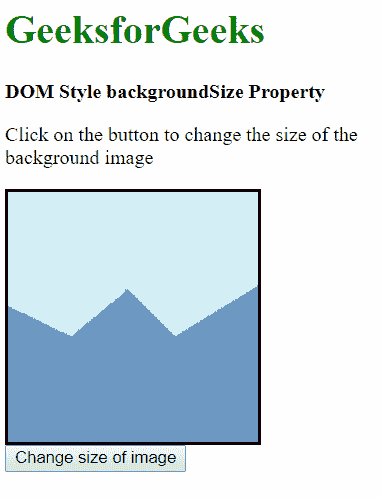 GeeksforGeeks
DOM Style backgroundSize Property
Click on the button to change the size of the
background image
Change size of image